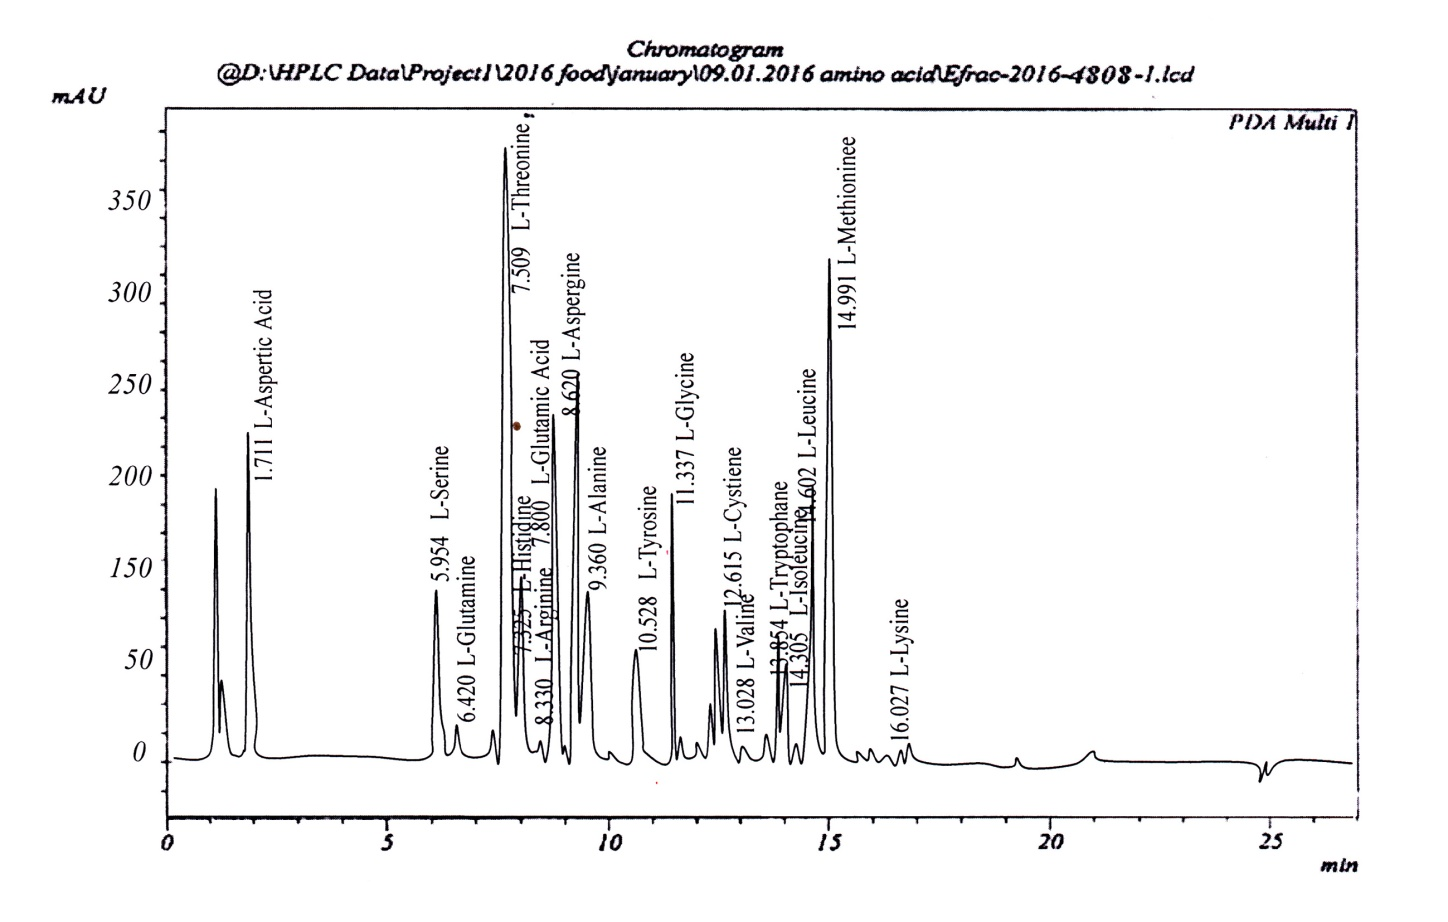 Chromatogram
@D:\HPLC Data\Project1\2016 food\january\09.01.2016 amino acid\Efrac-2016-4808-1.lcd
mAU
PDA Multi 1
350
300
250
200
150
50
0
1.711 L-Aspertic Acid
5.954 L-Serine
6.420 L-Glutamine
7.509 L-Threonine,
7.325 L-Histidine
7.800 L-Glutamic Acid
8.330 L-Arginine
8.620 L-Aspergine
9.360 L-Alanine
10.528 L-Tyrosine
11.337 L-Glycine
12.615 L-Cystiene
13.028 L-Valine
13.854 L-Tryptophane
14.305 L-Isoleucine
14.602 L-Leucine
14.991 L-Methioninee
16.027 L-Lysine
0 5 10 15 20 25
min